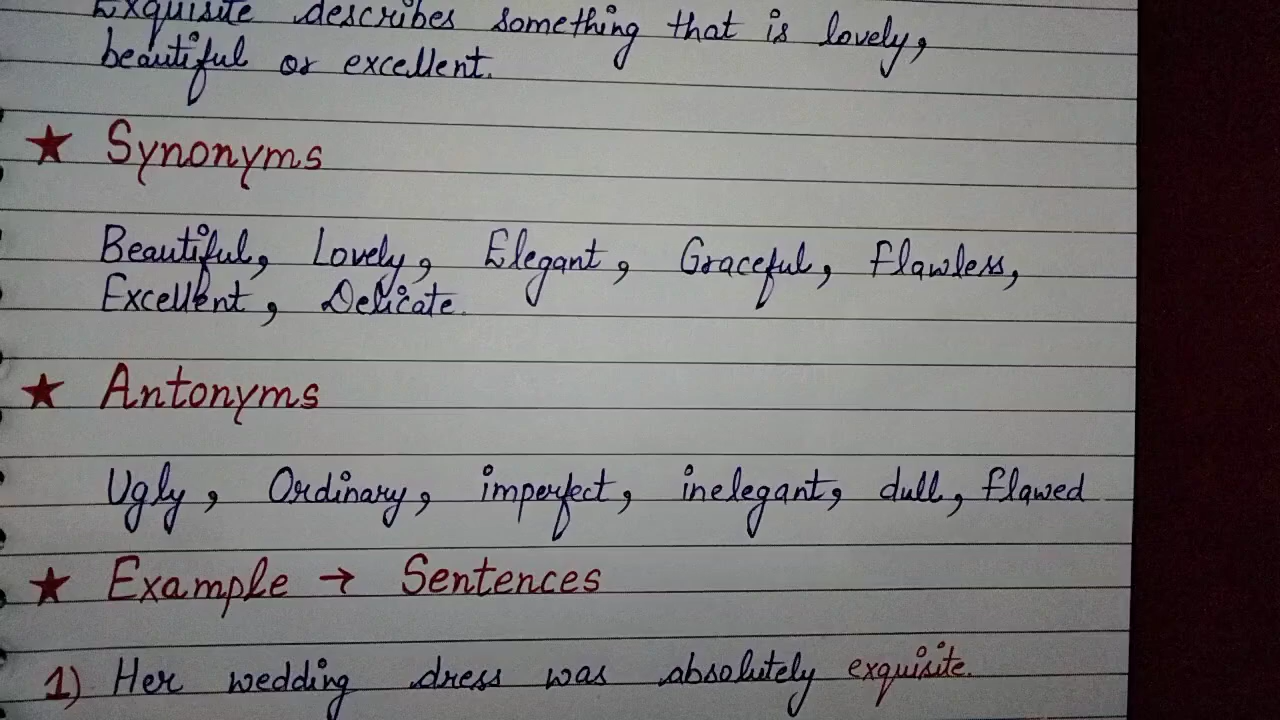 Exquisite describes something that is lovely,
beautiful or excellent.
★ Synonyms
Beautiful, Lovely, Elegant, Graceful, Flawless,
Excellent, Delicate.
★ Antonyms
Ugly, Ordinary, imperfect, inelegant, dull, flawed
★ Example → Sentences
1) Her wedding dress was absolutely exquisite.